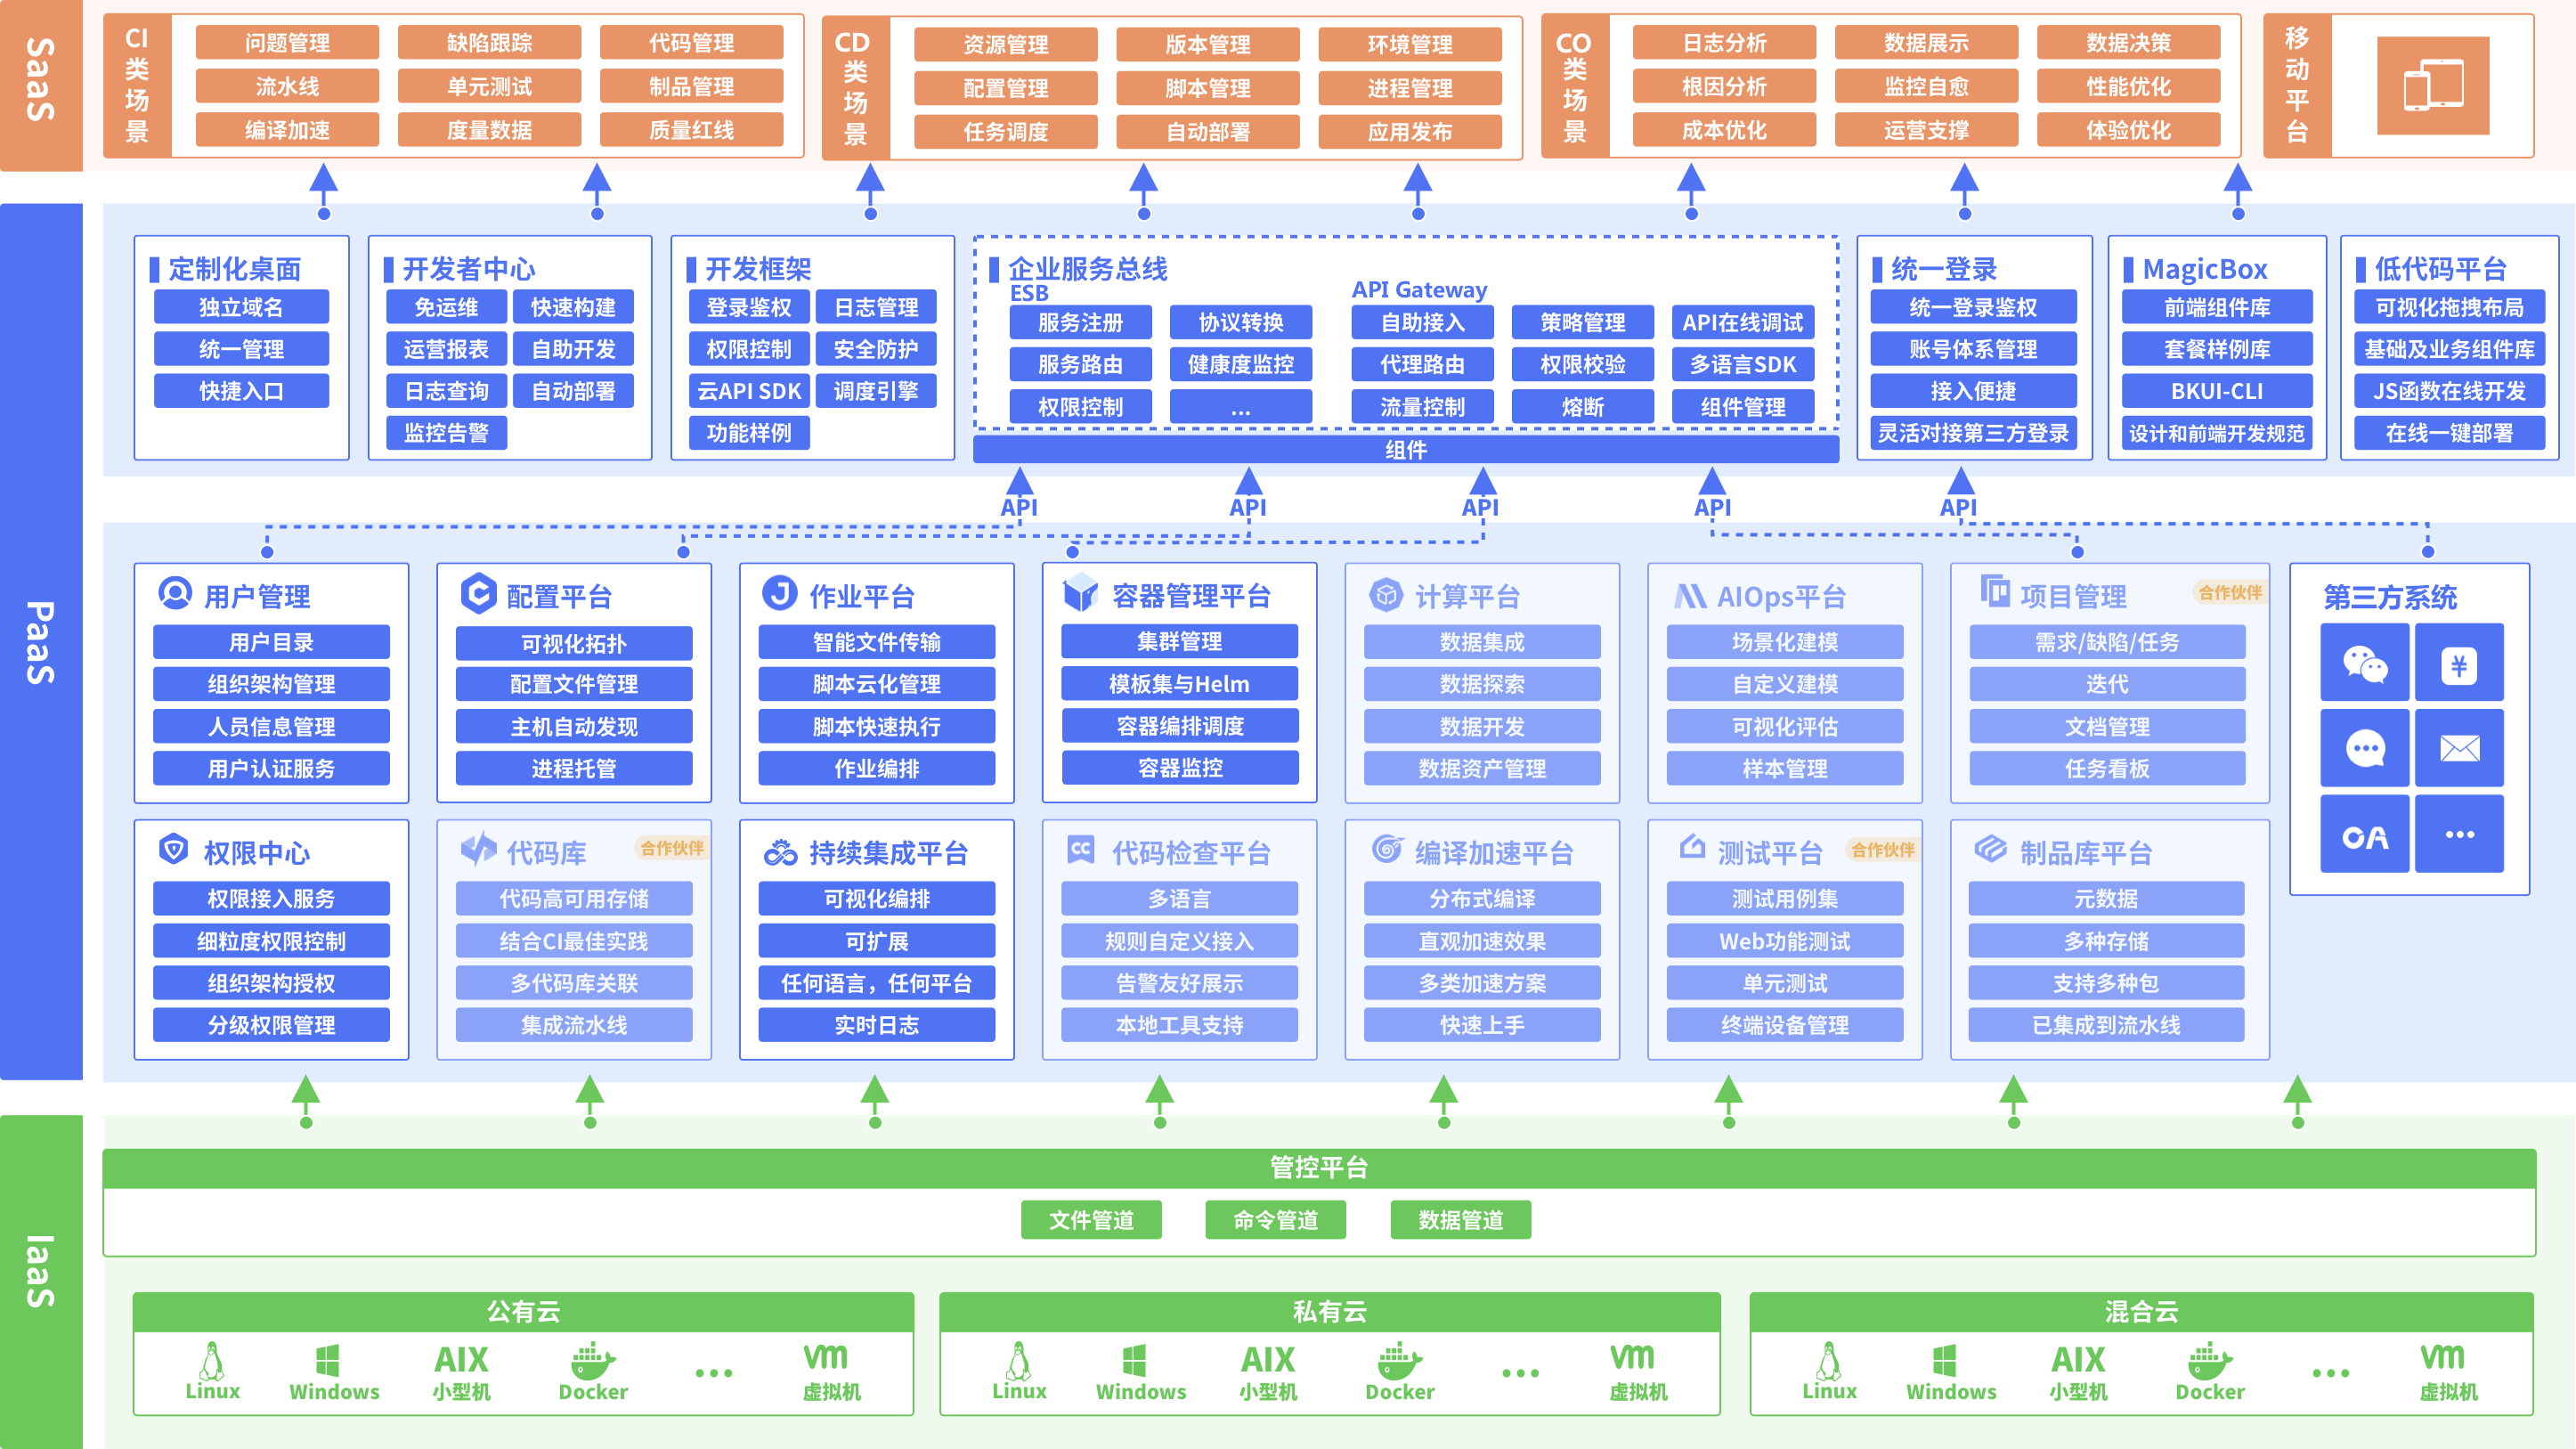 SaaS
CI类场景
问题管理
缺陷跟踪
代码管理
流水线
单元测试
制品管理
编译加速
度量数据
质量红线
CD类场景
资源管理
版本管理
环境管理
配置管理
脚本管理
进程管理
任务调度
自动部署
应用发布
CO类场景
日志分析
数据展示
数据决策
根因分析
监控自愈
性能优化
成本优化
运营支撑
体验优化
移动平台
PaaS
定制化桌面
独立域名
统一管理
快捷入口
开发者中心
免运维
快速构建
运营报表
自助开发
日志查询
自动部署
监控告警
开发框架
登录鉴权
日志管理
权限控制
安全防护
云API SDK
调度引擎
功能样例
企业服务总线
ESB
服务注册
协议转换
服务路由
健康度监控
权限控制
...
API Gateway
自助接入
策略管理
API在线调试
代理路由
权限校验
多语言SDK
流量控制
熔断
组件管理
组件
统一登录
统一登录鉴权
账号体系管理
接入便捷
灵活对接第三方登录
MagicBox
前端组件库
套餐样例库
BKUI-CLI
设计和前端开发规范
低代码平台
可视化拖拽布局
基础及业务组件库
JS函数在线开发
在线一键部署
API
API
API
API
API
用户管理
用户目录
组织架构管理
人员信息管理
用户认证服务
配置平台
可视化拓扑
配置文件管理
主机自动发现
进程托管
作业平台
智能文件传输
脚本云化管理
脚本快速执行
作业编排
容器管理平台
集群管理
模板集与Helm
容器编排调度
容器监控
计算平台
数据集成
数据探索
数据开发
数据资产管理
AIOps平台
场景化建模
自定义建模
可视化评估
样本管理
项目管理
合作伙伴
需求/缺陷/任务
迭代
文档管理
任务看板
第三方系统
¥
OA
...
权限中心
权限接入服务
细粒度权限控制
组织架构授权
分级权限管理
代码库
合作伙伴
代码高可用存储
结合CI最佳实践
多代码库关联
集成流水线
持续集成平台
可视化编排
可扩展
任何语言，任何平台
实时日志
CC
代码检查平台
多语言
规则自定义接入
告警友好展示
本地工具支持
编译加速平台
分布式编译
直观加速效果
多类加速方案
快速上手
测试平台
合作伙伴
测试用例集
Web功能测试
单元测试
终端设备管理
制品库平台
元数据
多种存储
支持多种包
已集成到流水线
IaaS
管控平台
文件管道
命令管道
数据管道
公有云
Linux
Windows
AIX
小型机
Docker
...
vm
虚拟机
私有云
Linux
Windows
AIX
小型机
Docker
...
vm
虚拟机
混合云
Linux
Windows
AIX
小型机
Docker
...
vm
虚拟机